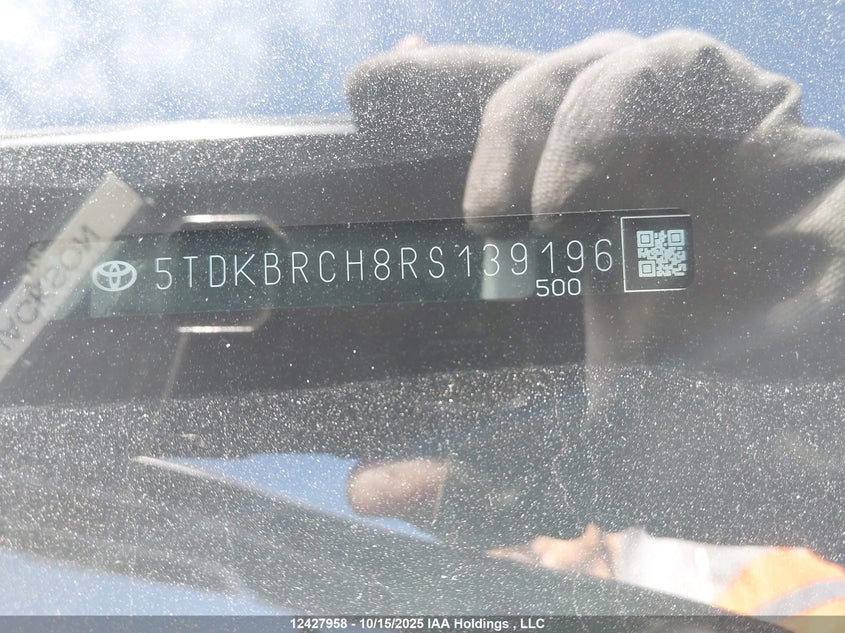 5TDKBRCH8RS139196
500
12427958 - 10/15/2025 IAA Holdings , LLC